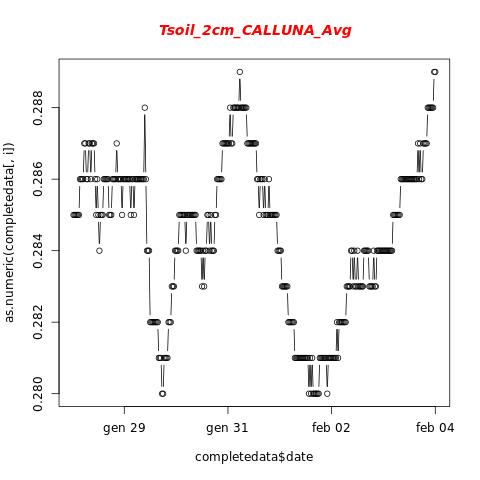 Tsoil_2cm_CALLUNA_Avg
as.numeric(completedata[, i])
0.288
0.286
0.284
0.282
0.280
gen 29 gen 31 feb 02 feb 04
completedata$date